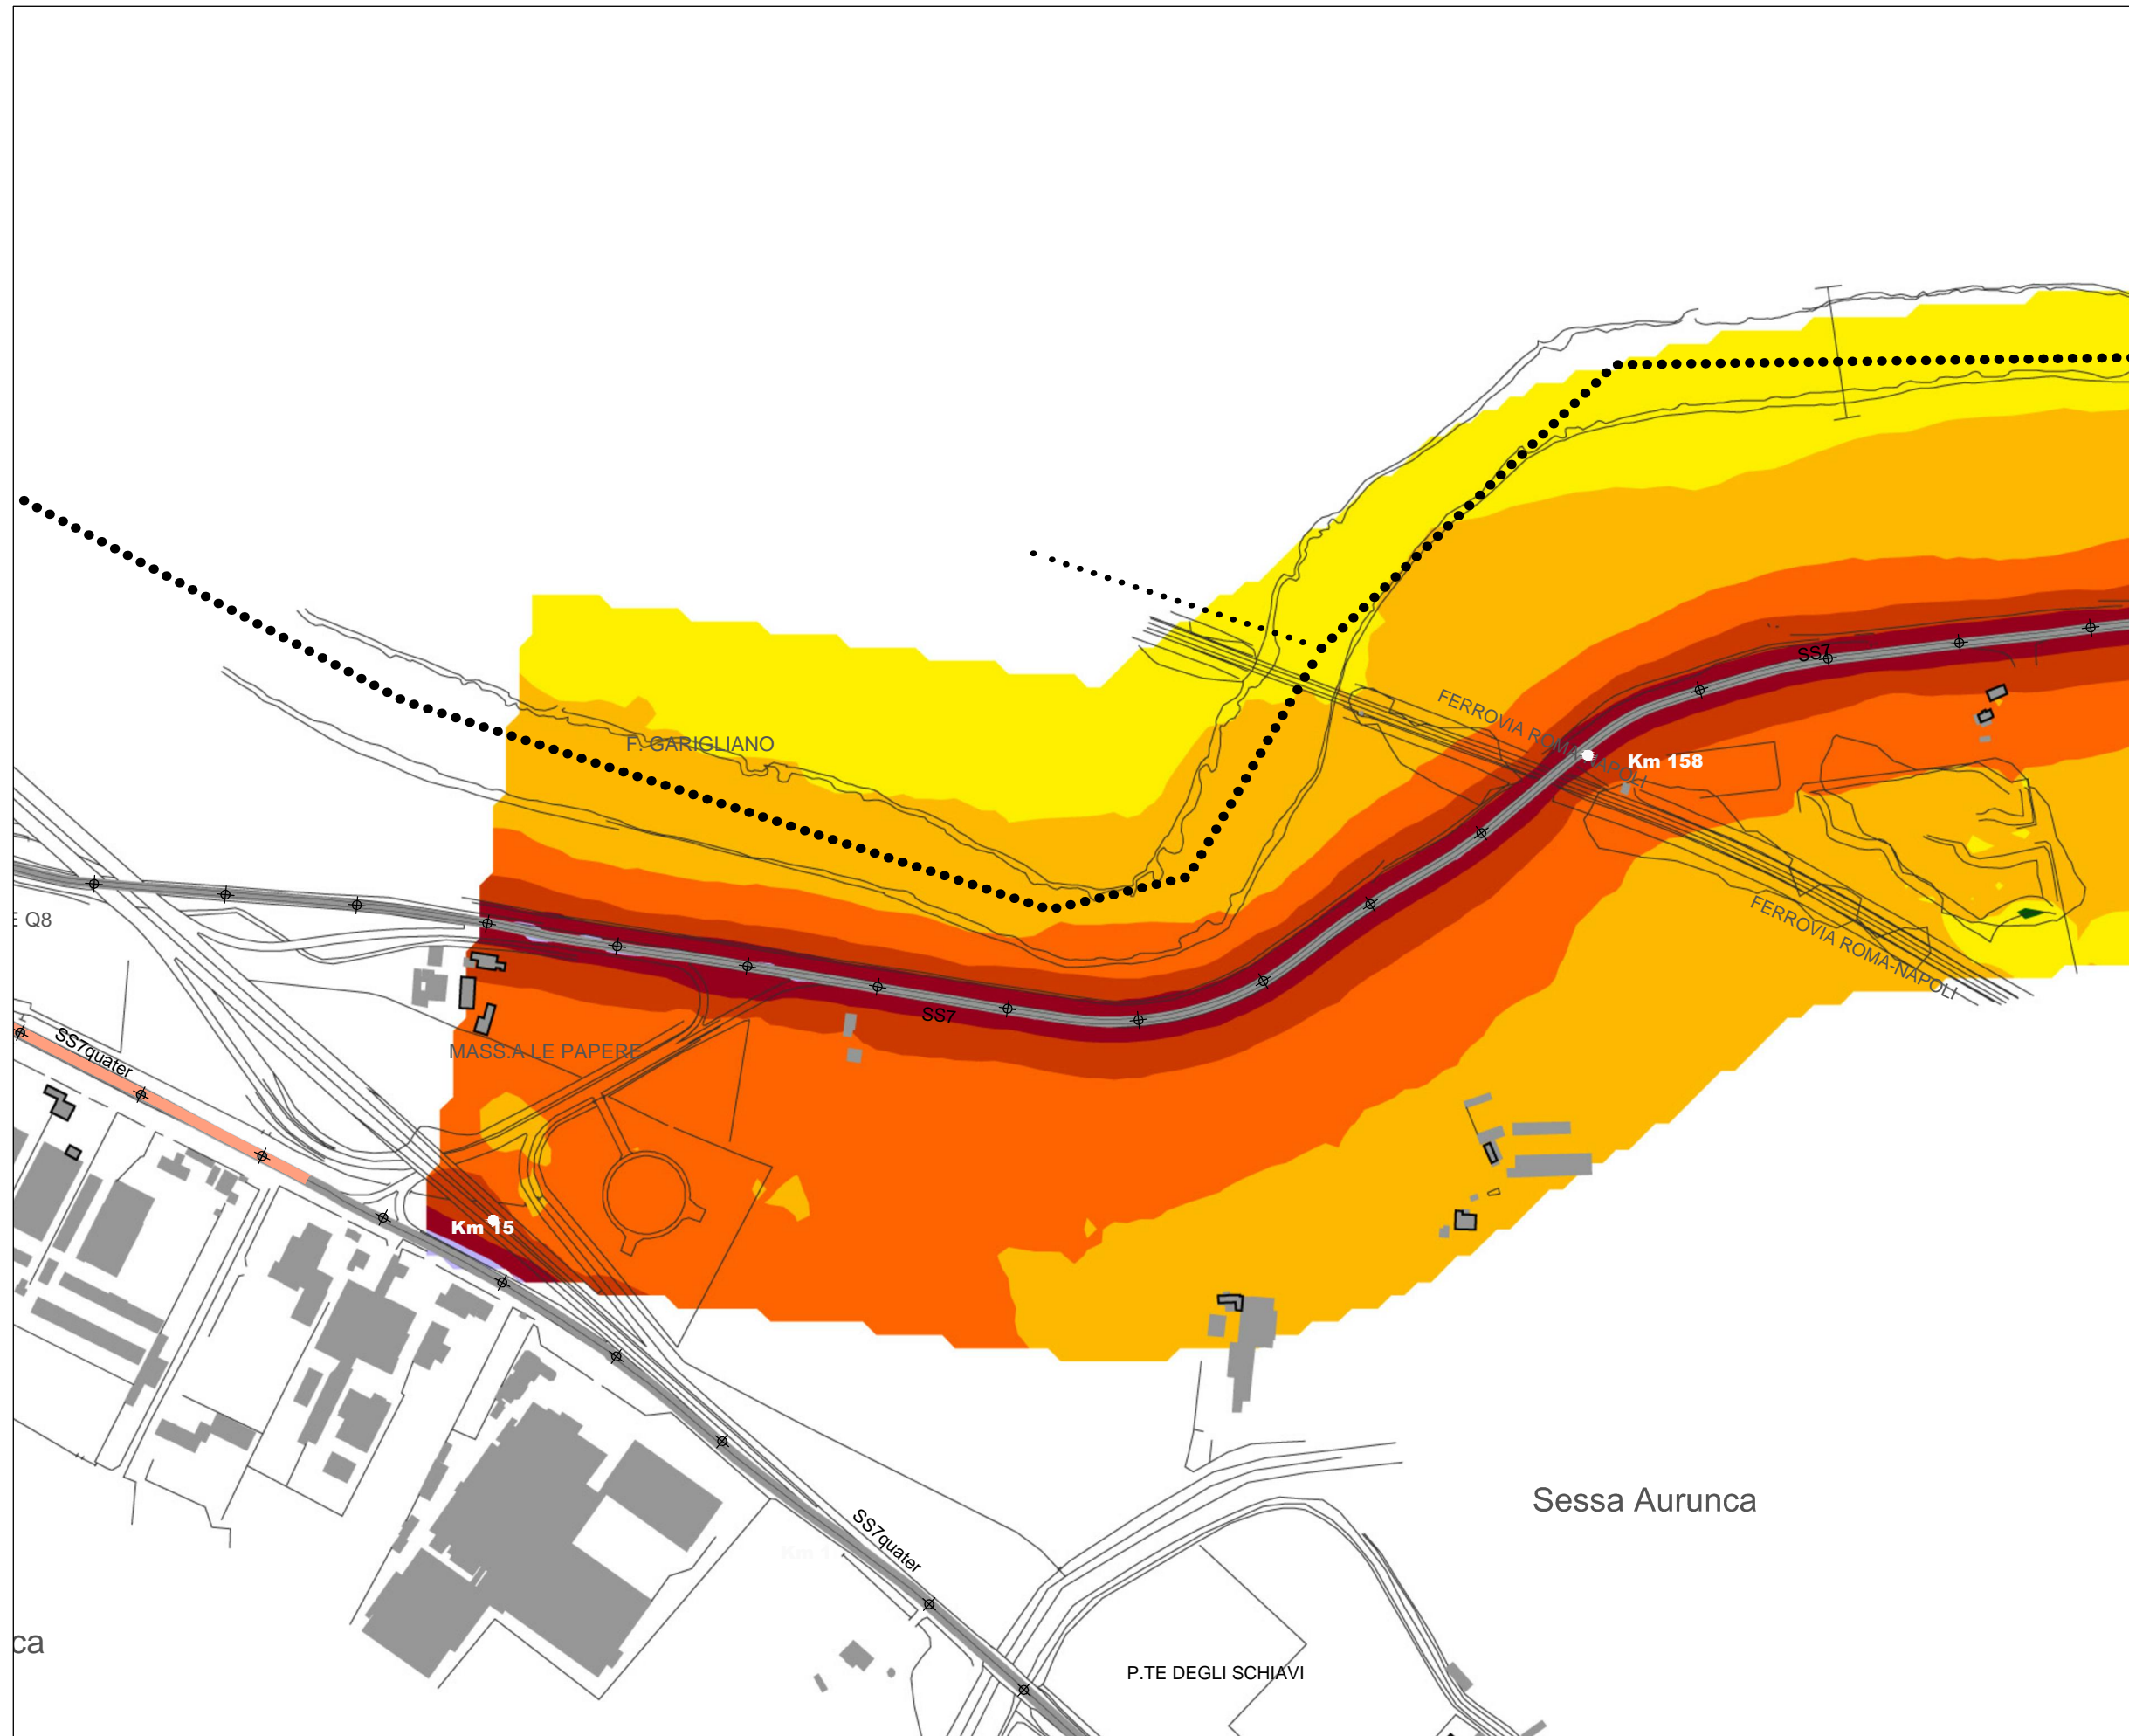 SS7
FERROVIA ROMA-NAPOLI
F. GARIGLIANO
Km 158
E Q8
FERROVIA ROMA-NAPOLI
SS7
SS7quater
MASS.A LE PAPERE
Km 15
Sessa Aurunca
SS7quater
Km
ca
P.TE DEGLI SCHIAVI